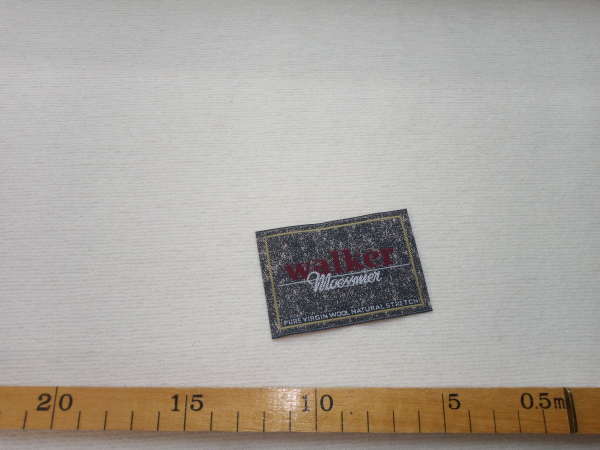 walker
Moessmer
PURE VIRGIN WOOL NATURAL STRETCH
20 15 10 5 0.5m